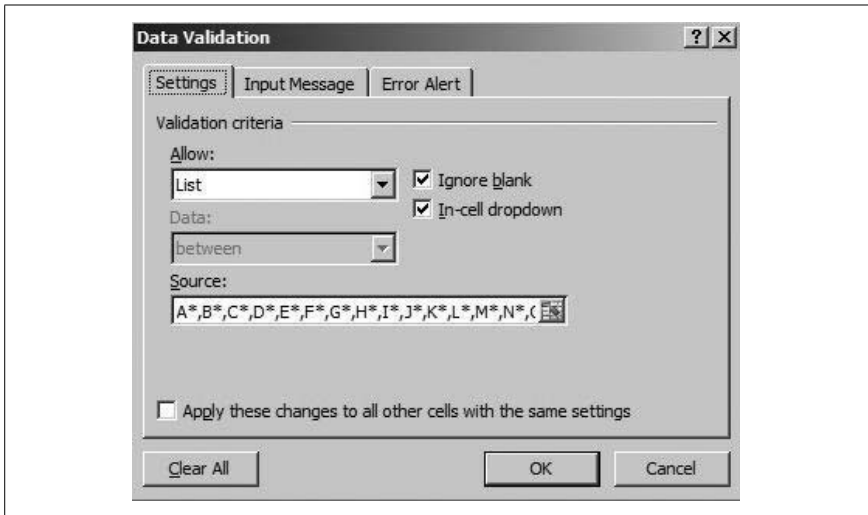 Data Validation
Settings Input Message Error Alert
Validation criteria
Allow:
List
Ignore blank
In-cell dropdown
Data:
between
Source:
A*,B*,C*,D*,E*,F*,G*,H*,I*,J*,K*,L*,M*,N*,(
Apply these changes to all other cells with the same settings
Clear All OK Cancel